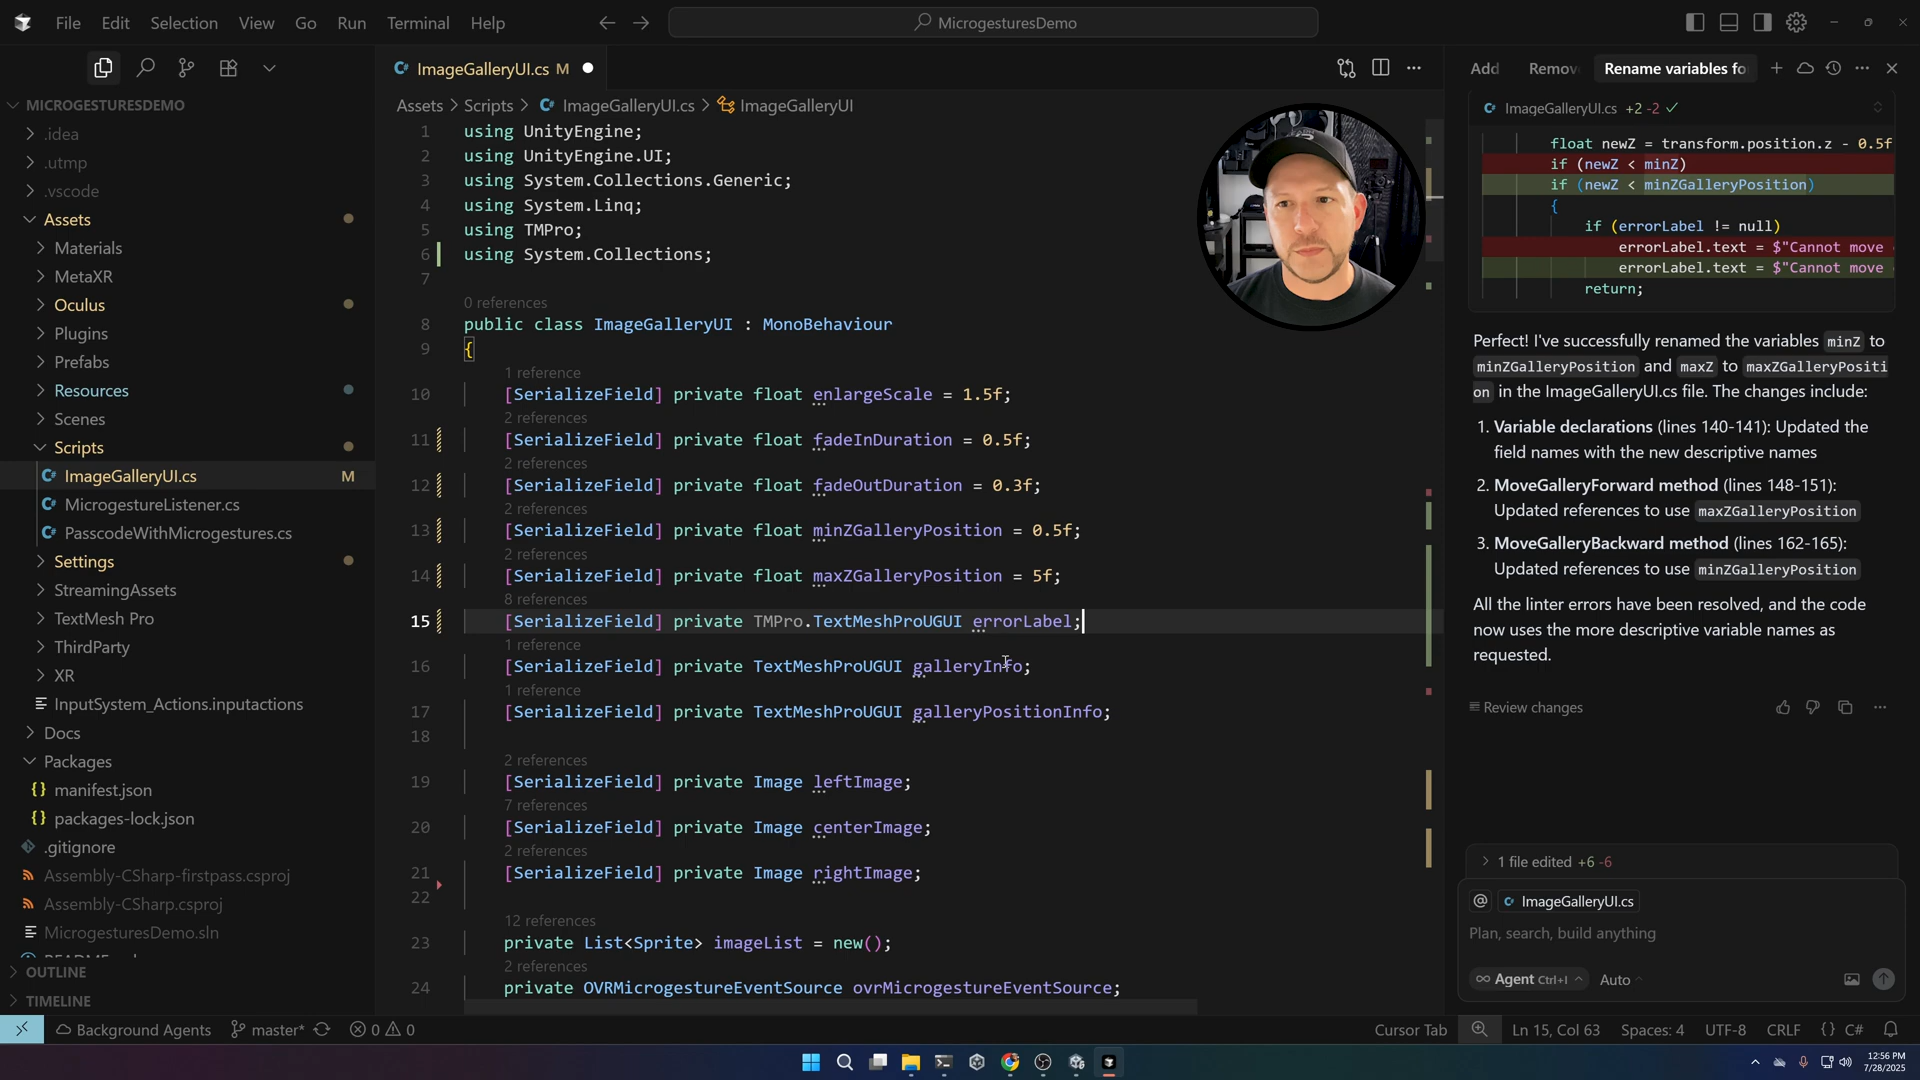 File Edit Selection View Go Run Terminal Help
MicrogesturesDemo
MICROGESTURESDEMO
.idea
.utmp
.vscode
Assets
Materials
MetaXR
Oculus
Plugins
Prefabs
Resources
Scenes
Scripts
ImageGalleryUI.cs M
MicrogestureListener.cs
PasscodeWithMicrogestures.cs
Settings
StreamingAssets
TextMesh Pro
ThirdParty
XR
InputSystem_Actions.inputactions
Docs
Packages
{} manifest.json
{} packages-lock.json
.gitignore
Assembly-CSharp-firstpass.csproj
Assembly-CSharp.csproj
MicrogesturesDemo.sln
OUTLINE
TIMELINE
ImageGalleryUI.cs M
Assets > Scripts > ImageGalleryUI.cs > ImageGalleryUI
1 using UnityEngine;
2 using UnityEngine.UI;
3 using System.Collections.Generic;
4 using System.Linq;
5 using TMPro;
6 using System.Collections;
7
0 references
8 public class ImageGalleryUI : MonoBehaviour
9 {
1 reference
10 [SerializeField] private float enlargeScale = 1.5f;
2 references
11 [SerializeField] private float fadeInDuration = 0.5f;
2 references
12 [SerializeField] private float fadeOutDuration = 0.3f;
2 references
13 [SerializeField] private float minZGalleryPosition = 0.5f;
2 references
14 [SerializeField] private float maxZGalleryPosition = 5f;
8 references
15 [SerializeField] private TMPro.TextMeshProUGUI errorLabel;
1 reference
16 [SerializeField] private TextMeshProUGUI galleryInfo;
1 reference
17 [SerializeField] private TextMeshProUGUI galleryPositionInfo;
18
2 references
19 [SerializeField] private Image leftImage;
7 references
20 [SerializeField] private Image centerImage;
2 references
21 [SerializeField] private Image rightImage;
22
12 references
23 private List<Sprite> imageList = new();
2 references
24 private OVRMicrogestureEventSource ovrMicrogestureEventSource;
Add Remov Rename variables fo
ImageGalleryUI.cs +2 -2
float newZ = transform.position.z - 0.5f
if (newZ < minZ)
if (newZ < minZGalleryPosition)
{
if (errorLabel != null)
errorLabel.text = $"Cannot move
errorLabel.text = $"Cannot move
return;
Perfect! I've successfully renamed the variables minZ to
minZGalleryPosition and maxZ to maxZGalleryPositi
on in the ImageGalleryUI.cs file. The changes include:
1. Variable declarations (lines 140-141): Updated the
field names with the new descriptive names
2. MoveGalleryForward method (lines 148-151):
Updated references to use maxZGalleryPosition
3. MoveGalleryBackward method (lines 162-165):
Updated references to use minZGalleryPosition
All the linter errors have been resolved, and the code
now uses the more descriptive variable names as
requested.
Review changes
1 file edited +6 -6
@ ImageGalleryUI.cs
Plan, search, build anything
Agent Ctrl+I Auto
Background Agents master* 0 0
Cursor Tab Ln 15, Col 63 Spaces: 4 UTF-8 CRLF {} C#
12:56 PM
7/28/2025